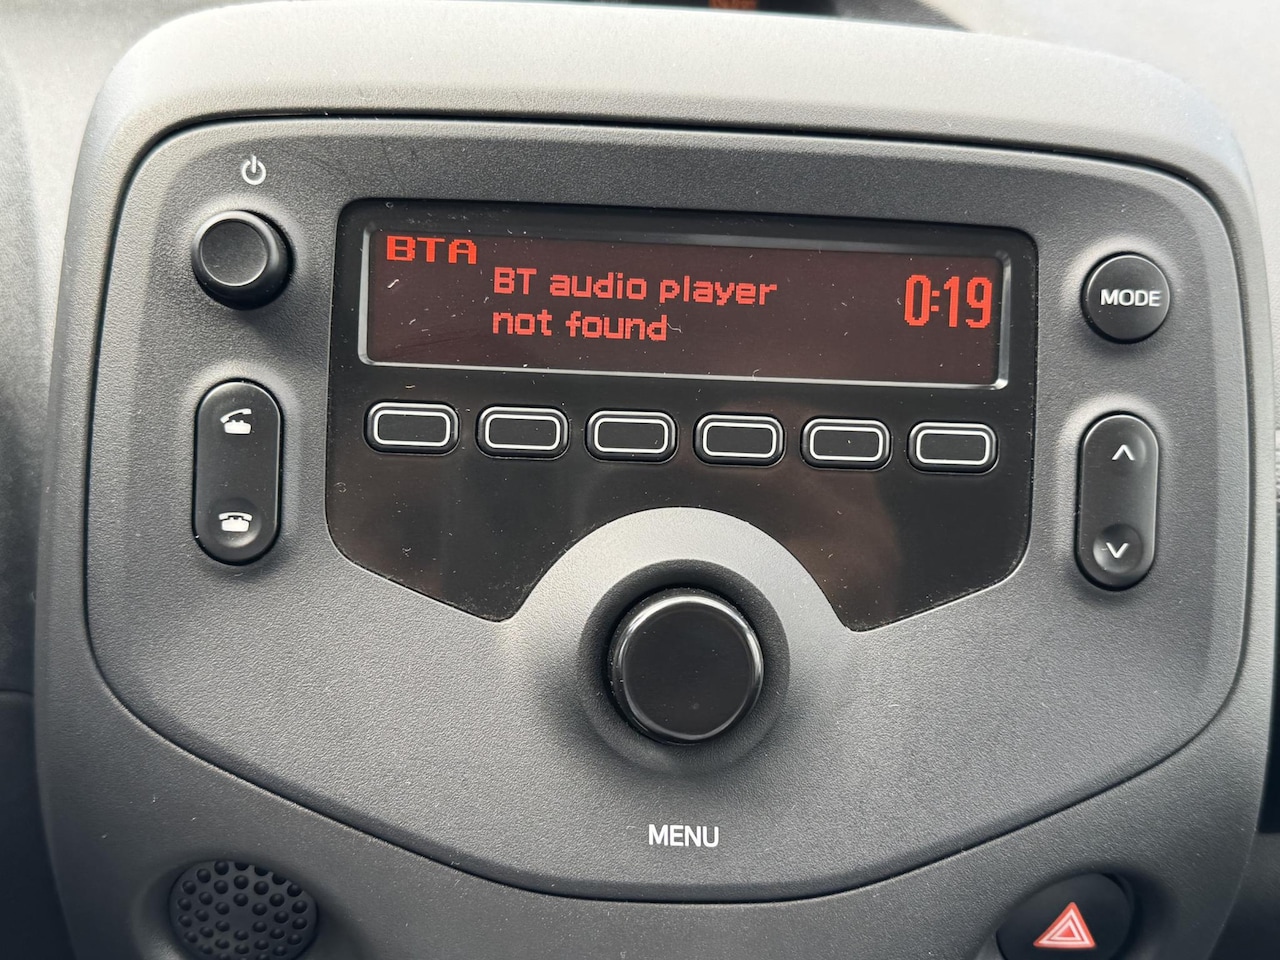 BTA
BT audio player
not found
0:19
MODE
MENU